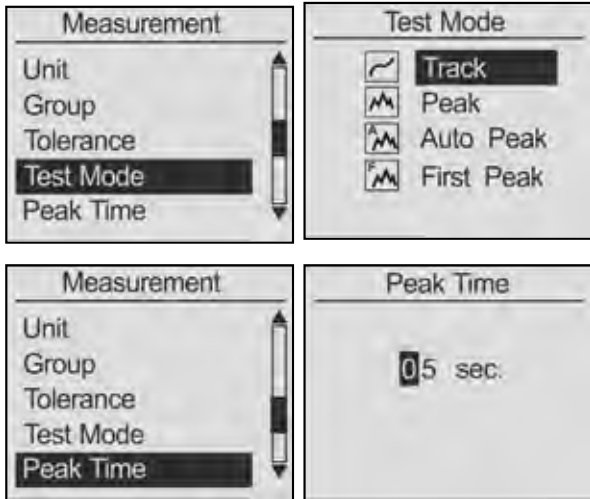 Measurement
Unit
Group
Tolerance
Test Mode
Peak Time
Test Mode
Track
Peak
A
Auto Peak
F
First Peak
Measurement
Unit
Group
Tolerance
Test Mode
Peak Time
Peak Time
05 sec.